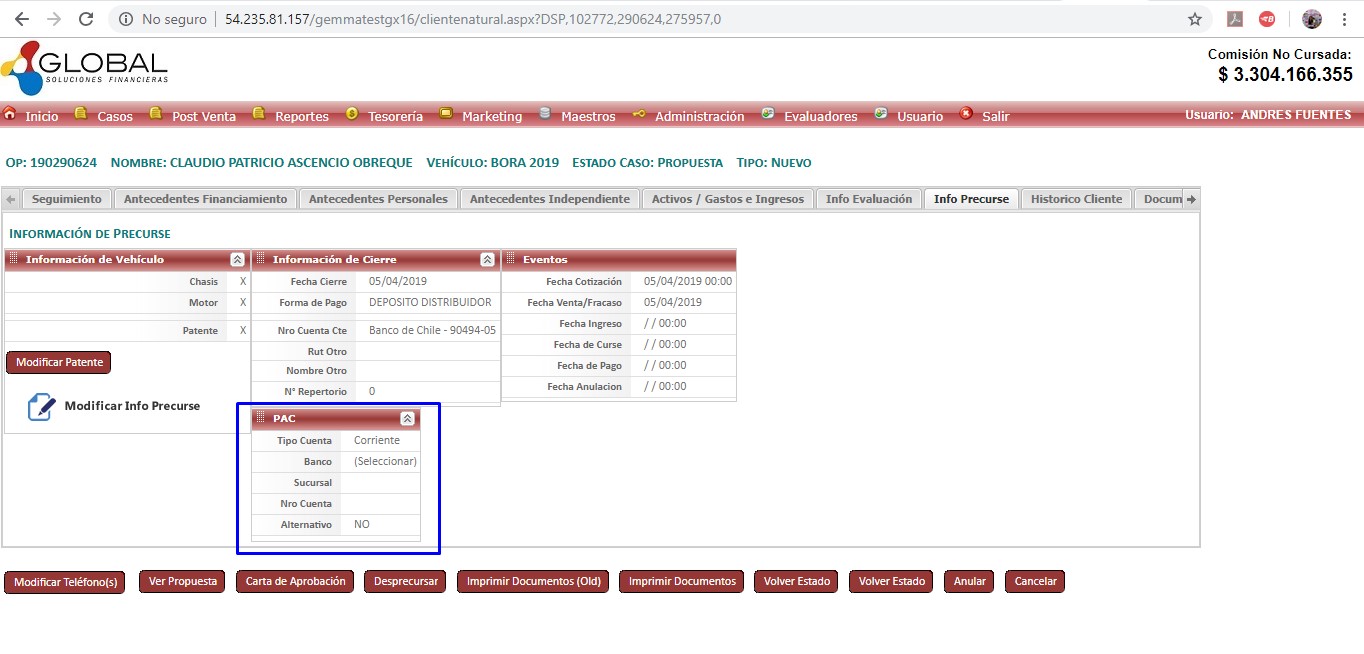 No seguro
54.235.81.157/gemmatestgx16/clientenatural.aspx?DSP,102772,290624,275957,0
GLOBAL
SOLUCIONES FINANCIERAS
Comisión No Cursada:
$ 3.304.166.355
Inicio Casos Post Venta Reportes Tesorería Marketing Maestros Administración Evaluadores Usuario Salir Usuario: ANDRES FUENTES
OP: 190290624 NOMBRE: CLAUDIO PATRICIO ASCENCIO OBREQUE VEHÍCULO: BORA 2019 ESTADO CASO: PROPUESTA TIPO: NUEVO
Seguimiento Antecedentes Financiamiento Antecedentes Personales Antecedentes Independiente Activos / Gastos e Ingresos Info Evaluación Info Precurse Historico Cliente Docum
INFORMACIÓN DE PRECURSE
Información de Vehículo
Chasis X
Motor X
Patente X
Modificar Patente
Modificar Info Precurse
Información de Cierre
Fecha Cierre 05/04/2019
Forma de Pago DEPOSITO DISTRIBUIDOR
Nro Cuenta Cte Banco de Chile - 90494-05
Rut Otro
Nombre Otro
N° Repertorio 0
Eventos
Fecha Cotización 05/04/2019 00:00
Fecha Venta/Fracaso 05/04/2019
Fecha Ingreso / / 00:00
Fecha de Curse / / 00:00
Fecha de Pago / / 00:00
Fecha Anulacion / / 00:00
PAC
Tipo Cuenta Corriente
Banco (Seleccionar)
Sucursal
Nro Cuenta
Alternativo NO
Modificar Teléfono(s) Ver Propuesta Carta de Aprobación Desprecursar Imprimir Documentos (Old) Imprimir Documentos Volver Estado Volver Estado Anular Cancelar